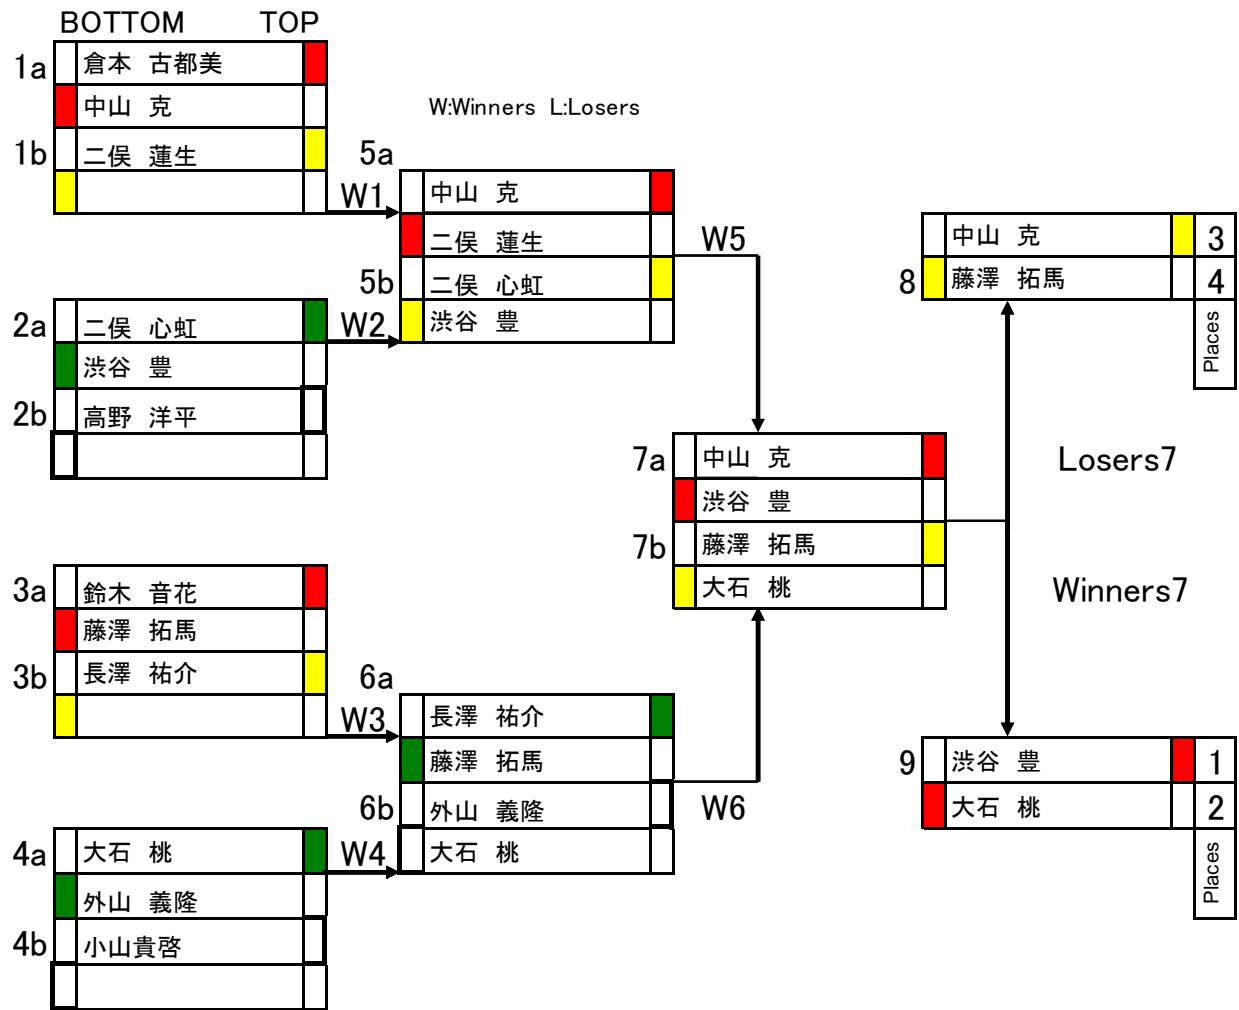 BOTTOM TOP
1a 倉本 古都美
中山 克
1b 二俣 蓮生
W:Winners L:Losers
W1
2a 二俣 心虹
渋谷 豊
2b 高野 洋平
W2
3a 鈴木 音花
藤澤 拓馬
3b 長澤 祐介
W3
4a 大石 桃
外山 義隆
4b 小山貴啓
W4
5a
中山 克
二俣 蓮生
5b 二俣 心虹
渋谷 豊
W5
6a
長澤 祐介
藤澤 拓馬
6b 外山 義隆
大石 桃
W6
7a 中山 克
渋谷 豊
7b 藤澤 拓馬
大石 桃
中山 克 3
8 藤澤 拓馬 4
Places
Losers7
Winners7
9 渋谷 豊 1
大石 桃 2
Places